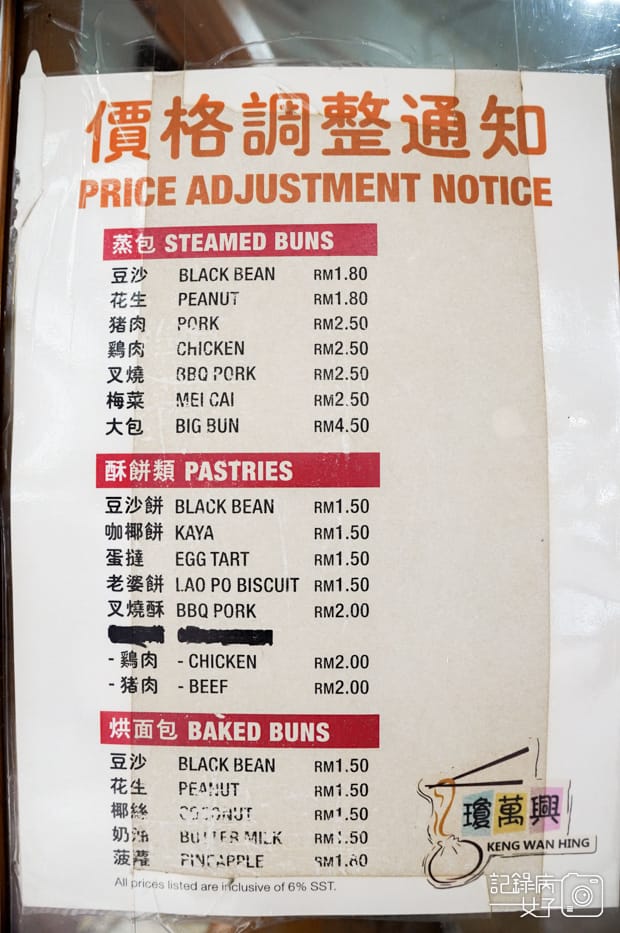 價格調整通知
PRICE ADJUSTMENT NOTICE
蒸包 STEAMED BUNS
豆沙 BLACK BEAN RM1.80
花生 PEANUT RM1.80
猪肉 PORK RM2.50
鷄肉 CHICKEN RM2.50
叉燒 BBQ PORK RM2.50
梅菜 MEI CAI RM2.50
大包 BIG BUN RM4.50
酥餅類 PASTRIES
豆沙餅 BLACK BEAN RM1.50
咖椰餅 KAYA RM1.50
蛋撻 EGG TART RM1.50
老婆餅 LAO PO BISCUIT RM1.50
叉燒酥 BBQ PORK RM2.00
- 鷄肉 - CHICKEN RM2.00
- 猪肉 - BEEF RM2.00
烘面包 BAKED BUNS
豆沙 BLACK BEAN RM1.50
花生 PEANUT RM1.50
椰絲 COCONUT RM1.50
奶油 BUTTER MILK RM1.50
菠蘿 PINEAPPLE RM1.80
All prices listed are inclusive of 6% SST.
瓊萬興
KENG WAN HING
記錄病
女子